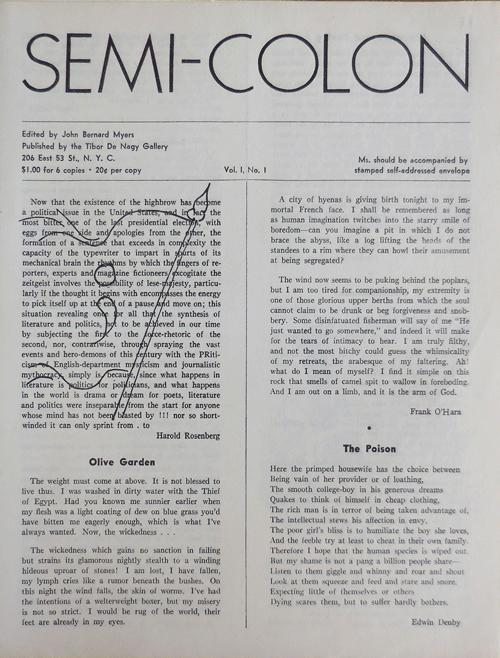 SEMI-COLON
Edited by John Bernard Myers
Published by the Tibor De Nagy Gallery
206 East 53 St., N. Y. C.
$1.00 for 6 copies • 20¢ per copy
Vol. I, No. 1
Ms. should be accompanied by
stamped self-addressed envelope
Now that the existence of the highbrow has become
a political issue in the United States, and in fact the
most bitter one of the last presidential election, with
eggs from one side and apologies from the other, the
formation of a sentence that exceeds in complexity the
capacity of the typewriter to impart in spurts of its
mechanical brain the spasms by which the fingers of re-
porters, experts and magazine fictioneers excogitate the
zeitgeist involves the possibility of lese-majesty, particu-
larly if the thought it begins with encompasses the energy
to pick itself up at the end of a pause and move on; this
situation revealing once for all that the synthesis of
literature and politics, to be achieved in our time
by subjecting the first to the force-rhetoric of the
second, nor, contrariwise, through spraying the vast
events and hero-demons of this century with the PRiti-
cism of English-department mysticism and journalistic
mythocracy, simply is, because, since what happens in
literature is politics for politicians, and what happens
in the world is drama or dream for poets, literature
and politics were inseparable from the start for anyone
whose mind has not been blasted by !!! nor so short-
winded it can only sprint from . to
Harold Rosenberg
Olive Garden
The weight must come at above. It is not blessed to
live thus. I was washed in dirty water with the Thief
of Egypt. Had you known me sunnier earlier when
my flesh was a light coating of dew on blue grass you'd
have bitten me eagerly enough, which is what I've
always wanted. Now, the wickedness . . .
The wickedness which gains no sanction in failing
but strains its glamorous nightly stealth to a winding
hideous uproar of stones! I am lost, I have fallen,
my lymph cries like a rumor beneath the bushes. On
this night the wind falls, the skin of worms. I've had
the intentions of a welterweight boxer, but my misery
is not so strict. I would be rug of the world, their
feet are already in my eyes.
A city of hyenas is giving birth tonight to my im-
mortal French face. I shall be remembered as long
as human imagination twitches into the starry smile of
boredom—can you imagine a pit in which I do not
brace the abyss, like a log lifting the heads of the
standees to a rim where they can howl their amusement
at being segregated?
The wind now seems to be puking behind the poplars,
but I am too tired for companionship, my extremity is
one of those glorious upper berths from which the soul
cannot claim to be drunk or beg forgiveness and snob-
bery. Some disinfatuated fisherman will say of me "He
just wanted to go somewhere," and indeed it will make
for the tears of intimacy to hear. I am truly filthy,
and not the most bitchy could guess the whimsicality
of my retreats, the arabesque of my faltering. Ah!
what do I mean of myself? I find it simple on this
rock that smells of camel spit to wallow in foreboding.
And I am out on a limb, and it is the arm of God.
Frank O'Hara
•
The Poison
Here the primped housewife has the choice between
Being vain of her provider or of loathing,
The smooth college-boy in his generous dreams
Quakes to think of himself in cheap clothing,
The rich man is in terror of being taken advantage of,
The intellectual stews his affection in envy,
The poor girl's bliss is to humiliate the boy she loves,
And the feeble try at least to cheat in their own family.
Therefore I hope that the human species is wiped out.
But my shame is not a pang a billion people share—
Listen to them giggle and whinny and roar and shout
Look at them squeeze and feed and stare and snore.
Expecting little of themselves or others
Dying scares them, but to suffer hardly bothers.
Edwin Denby